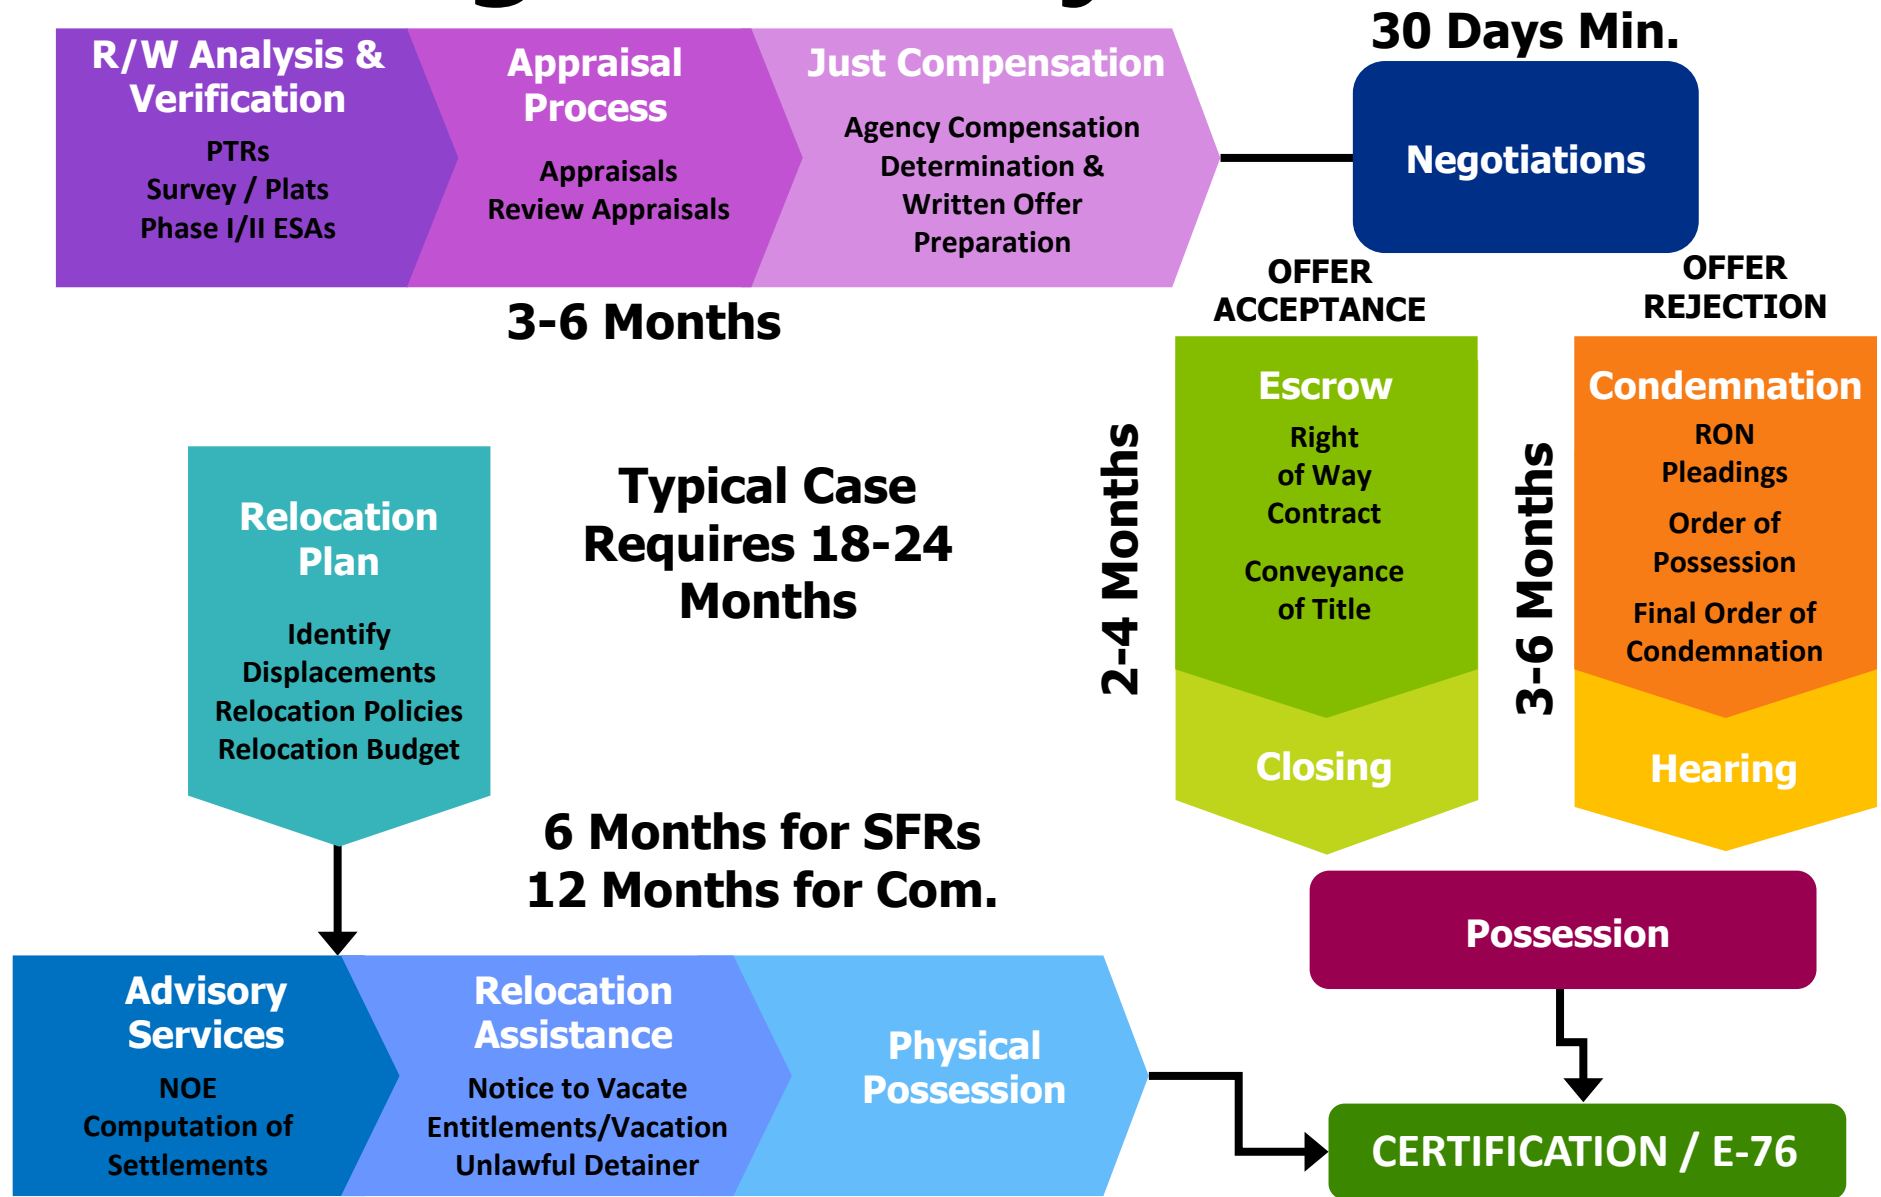 R/W Analysis &
Verification
PTRs
Survey / Plats
Phase I/II ESAs
Appraisal
Process
Appraisals
Review Appraisals
Just Compensation
Agency Compensation
Determination &
Written Offer
Preparation
30 Days Min.
Negotiations
3-6 Months
OFFER
ACCEPTANCE
OFFER
REJECTION
2-4 Months
Escrow
Right
of Way
Contract
Conveyance
of Title
Closing
3-6 Months
Condemnation
RON
Pleadings
Order of
Possession
Final Order of
Condemnation
Hearing
Relocation
Plan
Identify
Displacements
Relocation Policies
Relocation Budget
Typical Case
Requires 18-24
Months
6 Months for SFRs
12 Months for Com.
Possession
Advisory
Services
NOE
Computation of
Settlements
Relocation
Assistance
Notice to Vacate
Entitlements/Vacation
Unlawful Detainer
Physical
Possession
CERTIFICATION / E-76